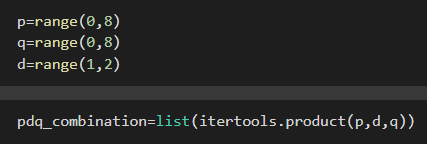 p=range(0,8)
q=range(0,8)
d=range(1,2)
pdq_combination=list(itertools.product(p,d,q))